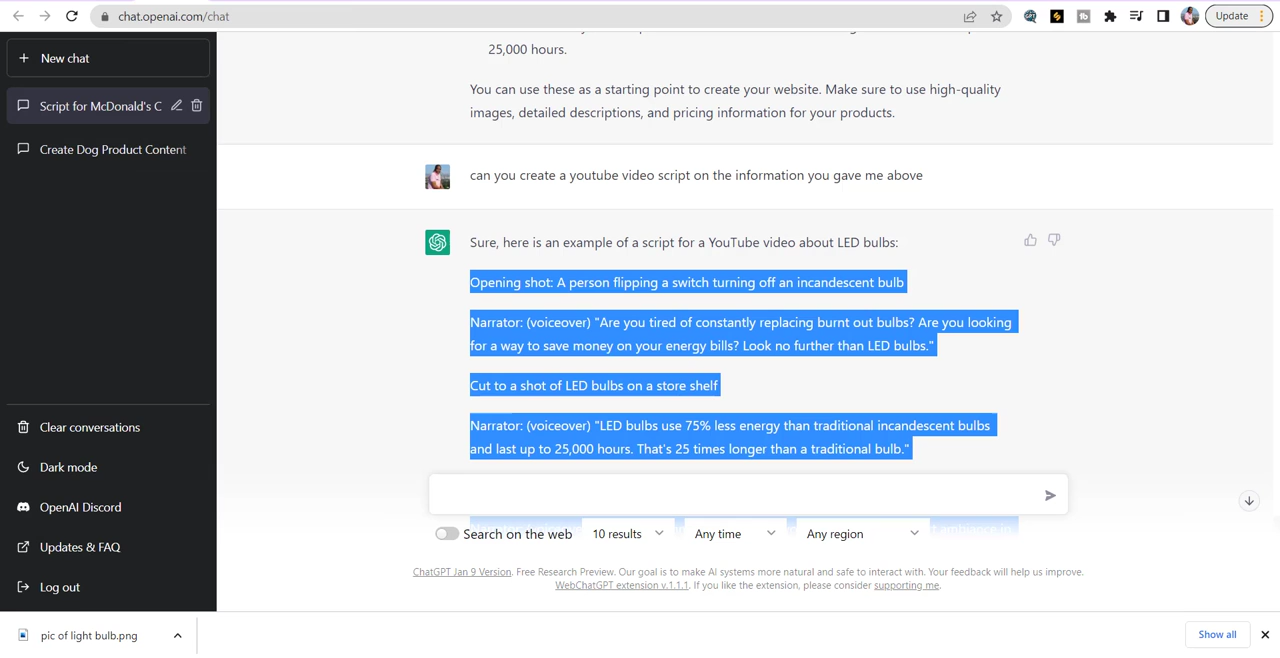 chat.openai.com/chat
Update
New chat
Script for McDonald's C
Create Dog Product Content
Clear conversations
Dark mode
OpenAI Discord
Updates & FAQ
Log out
25,000 hours.
You can use these as a starting point to create your website. Make sure to use high-quality
images, detailed descriptions, and pricing information for your products.
can you create a youtube video script on the information you gave me above
Sure, here is an example of a script for a YouTube video about LED bulbs:
Opening shot: A person flipping a switch turning off an incandescent bulb
Narrator: (voiceover) "Are you tired of constantly replacing burnt out bulbs? Are you looking
for a way to save money on your energy bills? Look no further than LED bulbs."
Cut to a shot of LED bulbs on a store shelf
Narrator: (voiceover) "LED bulbs use 75% less energy than traditional incandescent bulbs
and last up to 25,000 hours. That's 25 times longer than a traditional bulb."
ambiance in
Search on the web 10 results Any time Any region
ChatGPT Jan 9 Version. Free Research Preview. Our goal is to make AI systems more natural and safe to interact with. Your feedback will help us improve.
WebChatGPT extension v.1.1.1. If you like the extension, please consider supporting me.
pic of light bulb.png
Show all